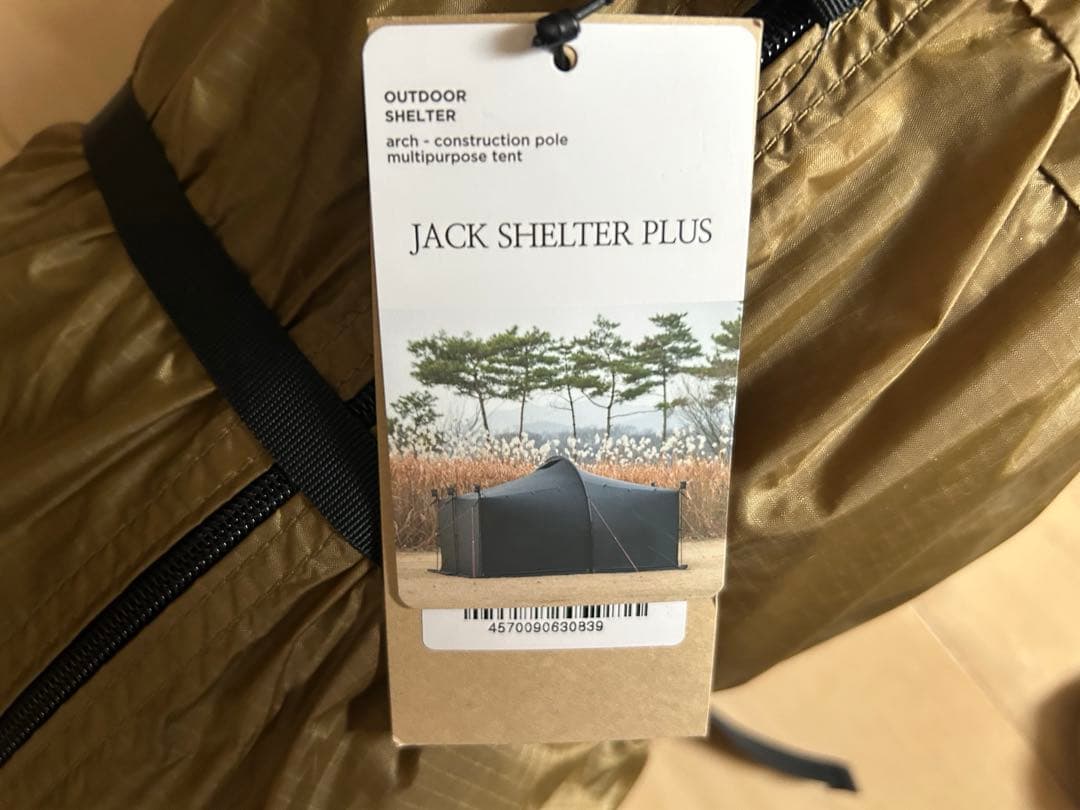 OUTDOOR
SHELTER
arch - construction pole
multipurpose tent
JACK SHELTER PLUS
4570090630839